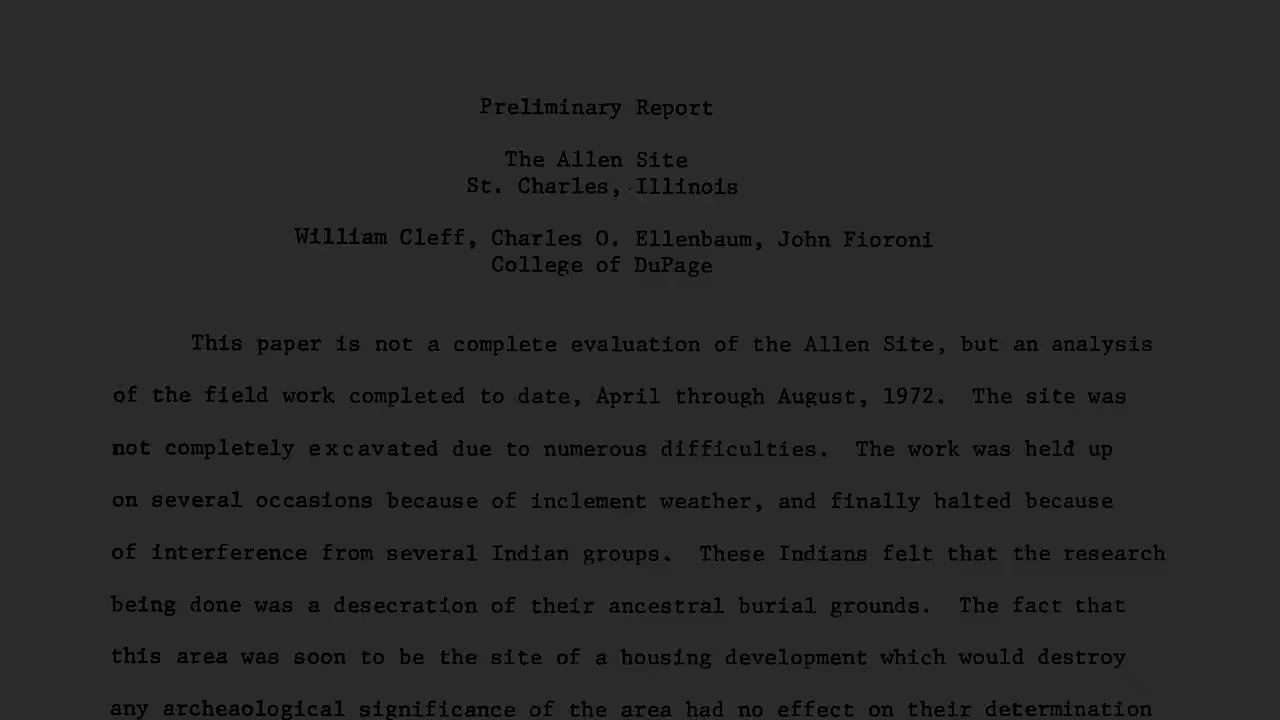 Preliminary Report
The Allen Site
St. Charles, Illinois
William Cleff, Charles O. Ellenbaum, John Fioroni
College of DuPage
This paper is not a complete evaluation of the Allen Site, but an analysis
of the field work completed to date, April through August, 1972. The site was
not completely excavated due to numerous difficulties. The work was held up
on several occasions because of inclement weather, and finally halted because
of interference from several Indian groups. These Indians felt that the research
being done was a desecration of their ancestral burial grounds. The fact that
this area was soon to be the site of a housing development which would destroy
any archeaological significance of the area had no effect on their determination